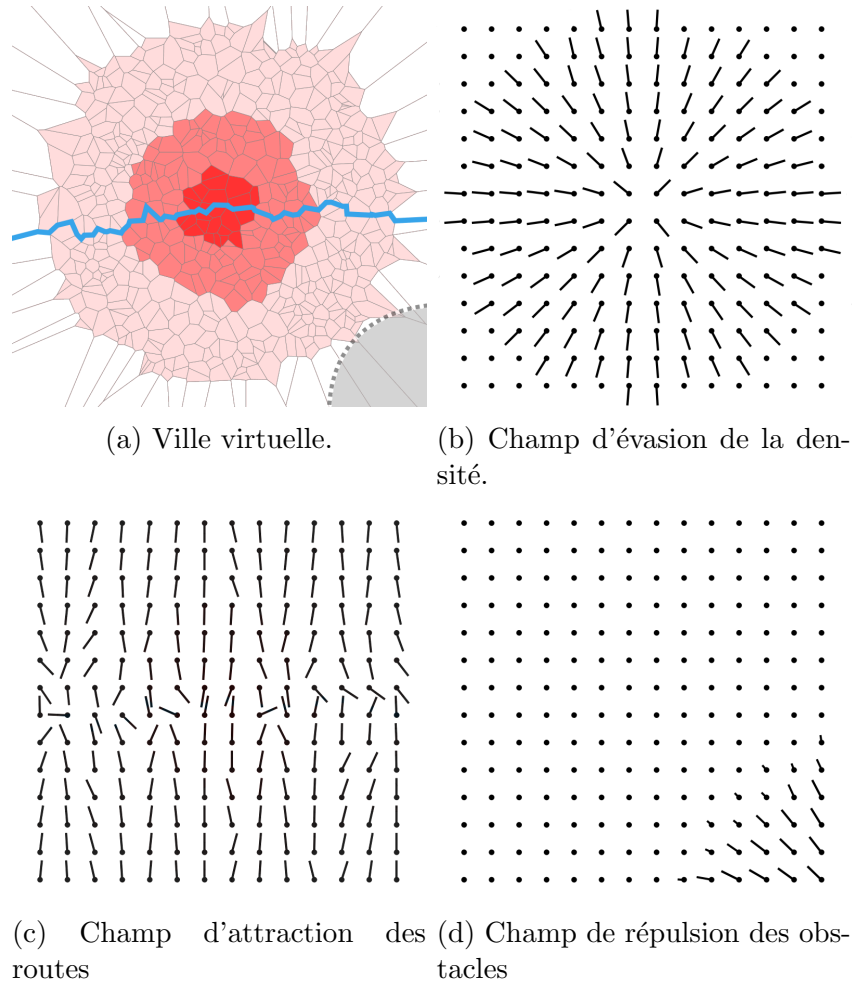 (a) Ville virtuelle.
(b) Champ d'évasion de la den-
sité.
(c) Champ d'attraction des
routes
(d) Champ de répulsion des obs-
tacles